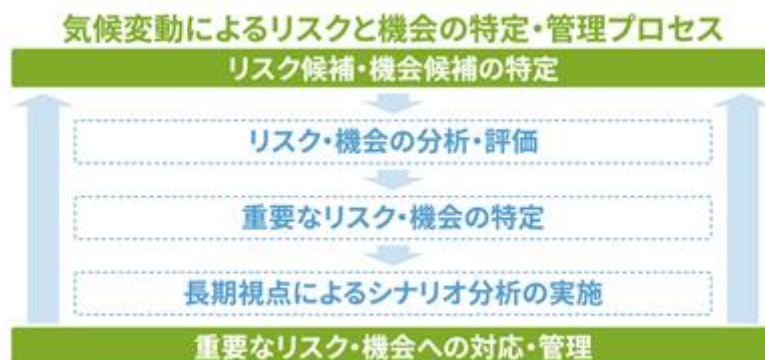 気候変動によるリスクと機会の特定・管理プロセス
リスク候補・機会候補の特定
リスク・機会の分析・評価
重要なリスク・機会の特定
長期視点によるシナリオ分析の実施
重要なリスク・機会への対応・管理